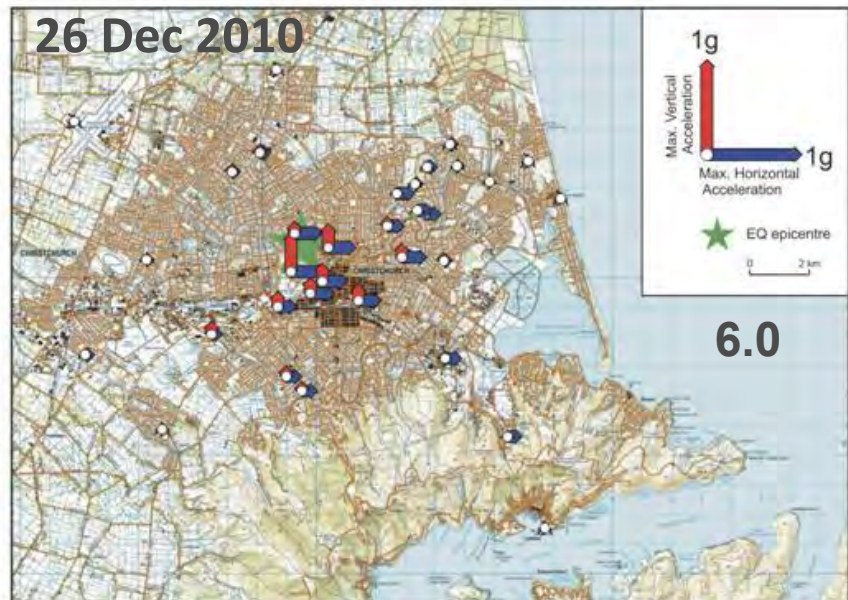 26 Dec 2010
1g
Max. Vertical
Acceleration
1g
Max. Horizontal
Acceleration
EQ epicentre
0 2 km
CHRISTCHURCH
CHRISTCHURCH
6.0